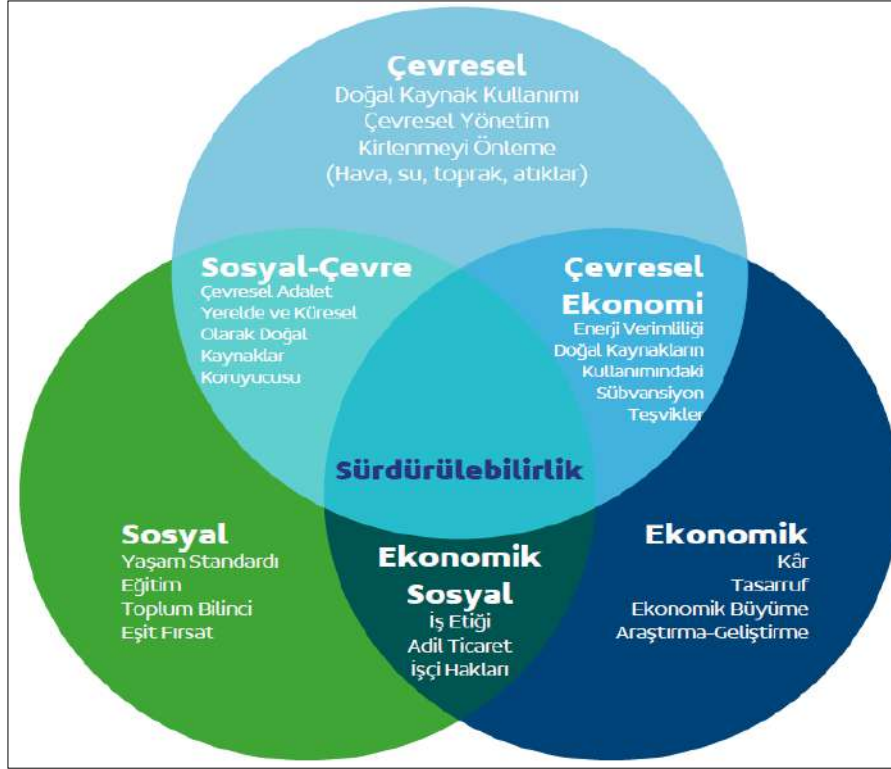 Çevresel
Doğal Kaynak Kullanımı
Çevresel Yönetim
Kirlenmeyi Önleme
(Hava, su, toprak, atıklar)
Sosyal-Çevre
Çevresel Adalet
Yerelde ve Küresel
Olarak Doğal
Kaynaklar
Koruyucusu
Çevresel
Ekonomi
Enerji Verimliliği
Doğal Kaynakların
Kullanımındaki
Sübvansiyon
Teşvikler
Sürdürülebilirlik
Sosyal
Yaşam Standardı
Eğitim
Toplum Bilinci
Eşit Fırsat
Ekonomik
Sosyal
İş Etiği
Adil Ticaret
İşçi Hakları
Ekonomik
Kâr
Tasarruf
Ekonomik Büyüme
Araştırma-Geliştirme